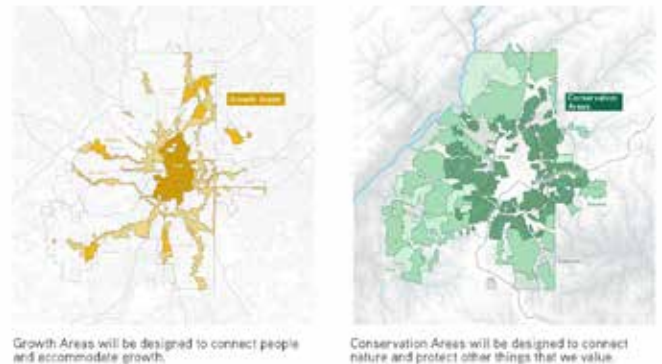 Growth Areas
Conservation
Areas
Growth Areas will be designed to connect people
and accommodate growth.
Conservation Areas will be designed to connect
nature and protect other things that we value.